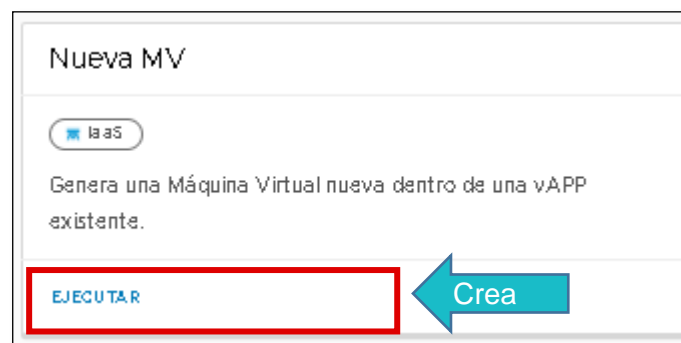 Nueva MV
IaaS
Genera una Máquina Virtual nueva dentro de una vAPP
existente.
EJECUTAR
Crea